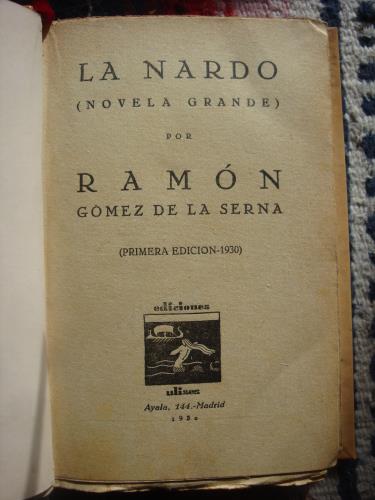 LA NARDO
(NOVELA GRANDE)
POR
RAMÓN
GÓMEZ DE LA SERNA
(PRIMERA EDICION-1930)
ediciones
ulises
Ayala, 144.-Madrid
1930